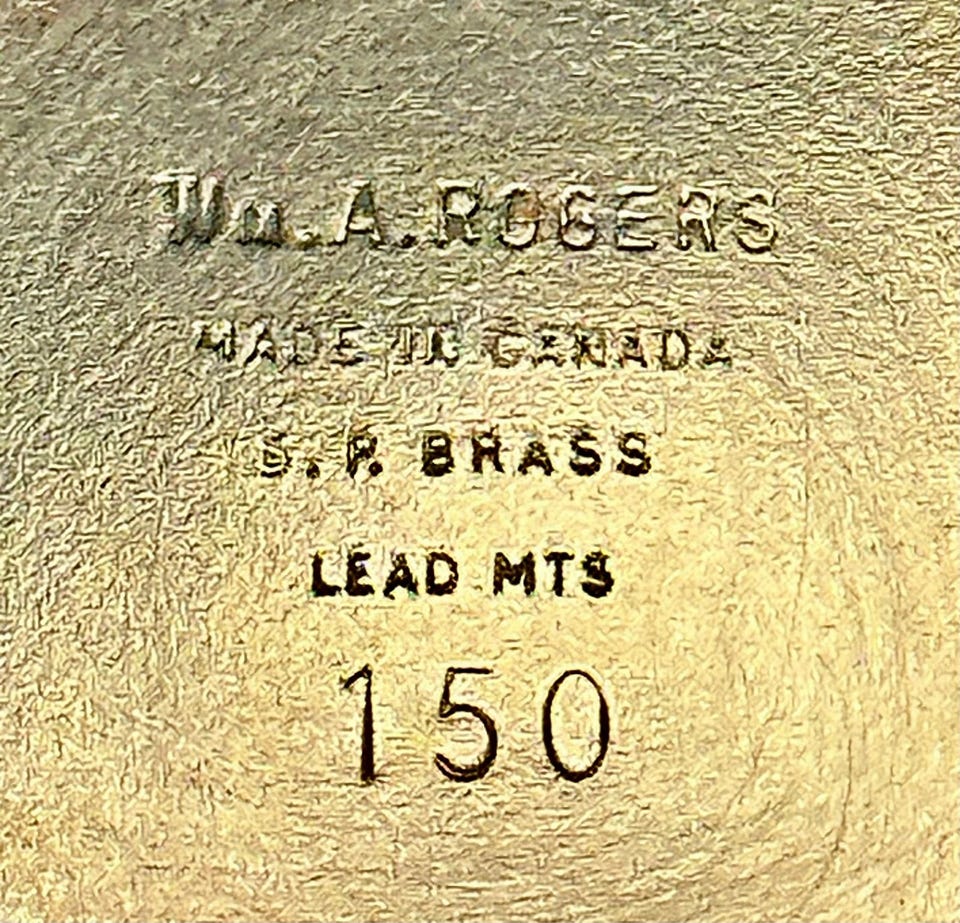 Wm. A. ROGERS
MADE IN CANADA
S. P. BRASS
LEAD MTS
150